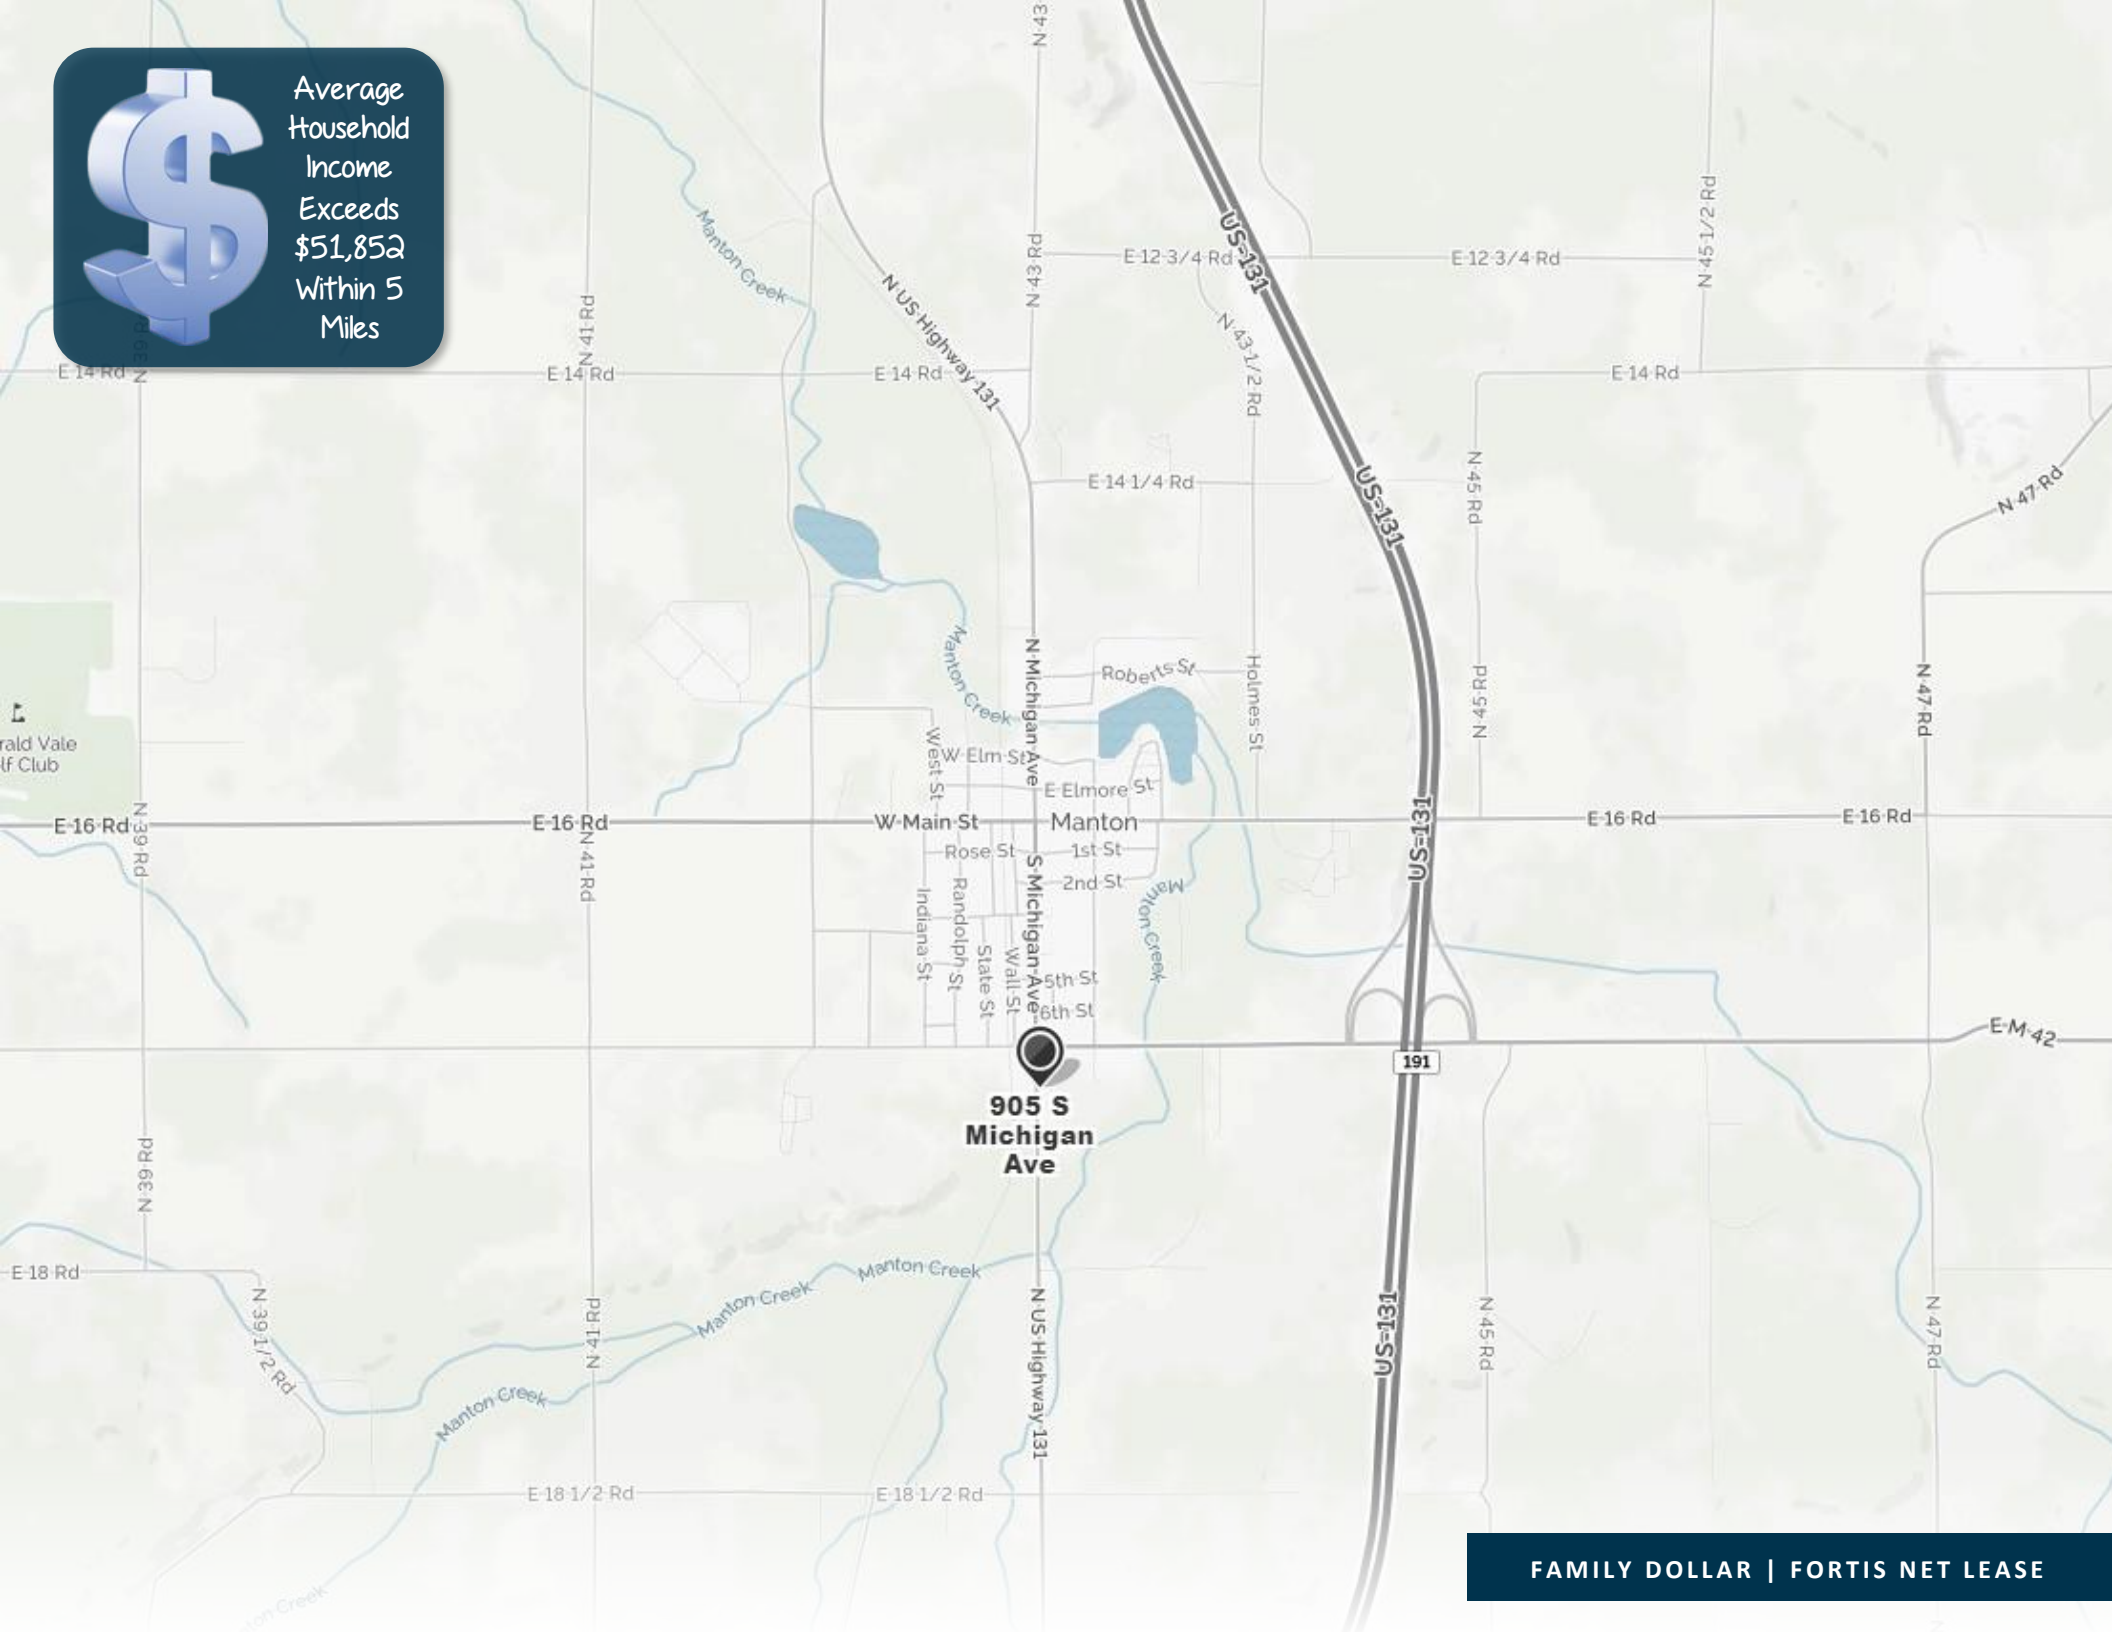 Average
Household
Income
Exceeds
$51,852
Within 5
Miles
N 43
N 45 1/2 Rd
Manton Creek
US-131
N 43 Rd
E 12 3/4 Rd
E 12 3/4 Rd
N US Highway 131
N 41 Rd
N 43 1/2 Rd
N 39 R
E 14 Rd
E 14 Rd
E 14 Rd
E 14 Rd
US-131
N 45 Rd
E 14 1/4 Rd
N 47 Rd
Manton Creek
N Michigan Ave
Roberts St
Holmes St
N 45 Rd
N 47 Rd
rald Vale
lf Club
West St
W Elm St
E Elmore St
US-131
E 16 Rd
N 39 Rd
E 16 Rd
N 41 Rd
W Main St
Manton
E 16 Rd
E 16 Rd
Rose St
1st St
S Michigan Ave
2nd St
Manton Creek
Indiana St
Randolph St
State St
Wall St
5th St
6th St
E M-42
191
905 S
Michigan
Ave
N 39 Rd
E 18 Rd
Manton Creek
Manton Creek
N 39 1/2 Rd
N 41 Rd
N US Highway 131
US-131
N 45 Rd
N 47 Rd
Manton Creek
E 18 1/2 Rd
E 18 1/2 Rd
ton Creek
FAMILY DOLLAR | FORTIS NET LEASE